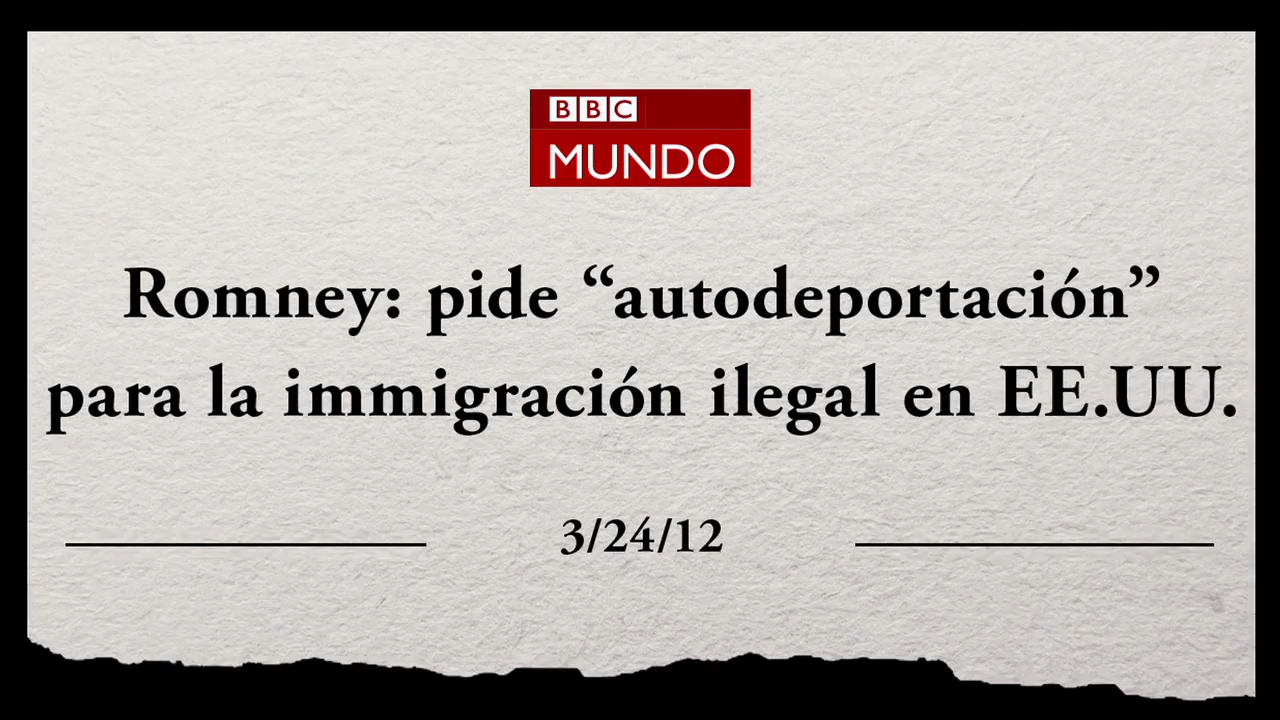 BBC
MUNDO
Romney: pide “autodeportación”
para la immigración ilegal en EE.UU.
3/24/12